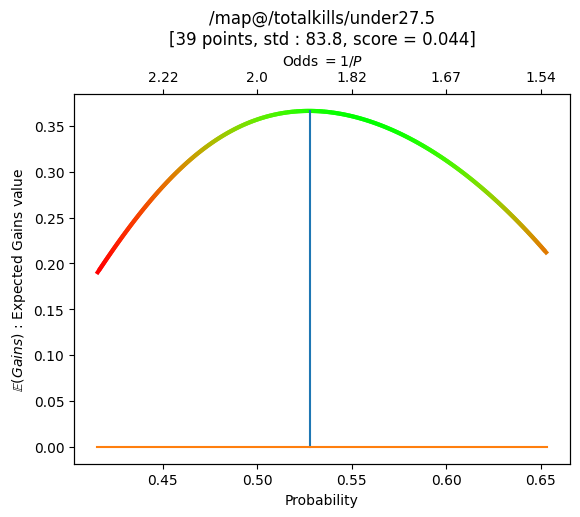 /map@/totalkills/under27.5
[39 points, std : 83.8, score = 0.044]
Odds = 1/P
2.22 2.0 1.82 1.67 1.54
0.35
0.30
0.25
0.20
0.15
0.10
0.05
0.00
𝔼(Gains) : Expected Gains value
0.45 0.50 0.55 0.60 0.65
Probability